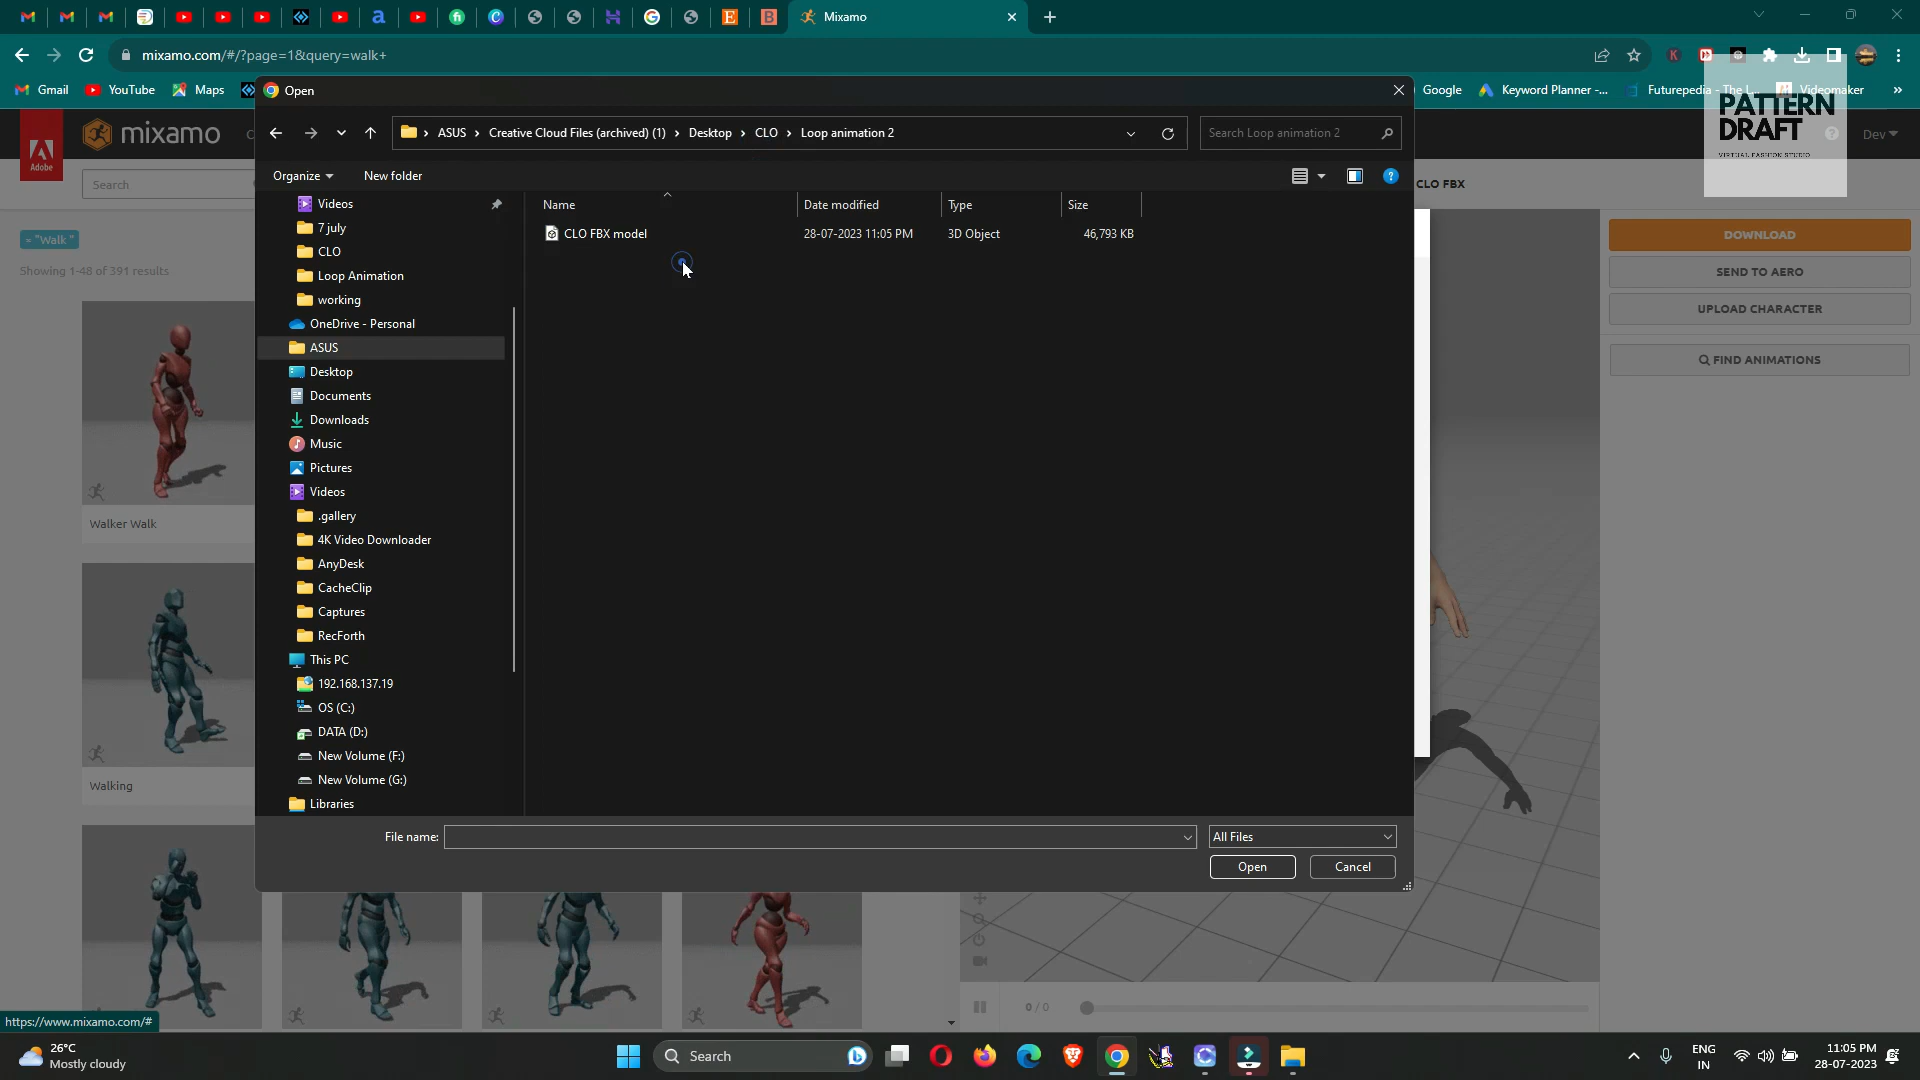 Mixamo
mixamo.com/#/?page=1&query=walk+
Gmail
YouTube
Maps
Google
Keyword Planner -...
Futurepedia - The L...
Videomaker
»
Open
PATTERN
DRAFT
VIRTUAL FASHION STUDIO
Adobe
mixamo
Dev
ASUS
Creative Cloud Files (archived) (1)
Desktop
CLO
Loop animation 2
Search Loop animation 2
Organize
New folder
Search
CLO FBX
Name
Date modified
Type
Size
CLO FBX model
28-07-2023 11:05 PM
3D Object
46,793 KB
Videos
7 july
CLO
Loop Animation
working
OneDrive - Personal
ASUS
Desktop
Documents
Downloads
Music
Pictures
Videos
.gallery
4K Video Downloader
AnyDesk
CacheClip
Captures
RecForth
This PC
192.168.137.19
OS (C:)
DATA (D:)
New Volume (F:)
New Volume (G:)
Libraries
= "Walk "
Showing 1-48 of 391 results
Walker Walk
Walking
DOWNLOAD
SEND TO AERO
UPLOAD CHARACTER
FIND ANIMATIONS
File name:
All Files
Open
Cancel
0 / 0
https://www.mixamo.com/#
26°C
Mostly cloudy
Search
ENG
IN
11:05 PM
28-07-2023